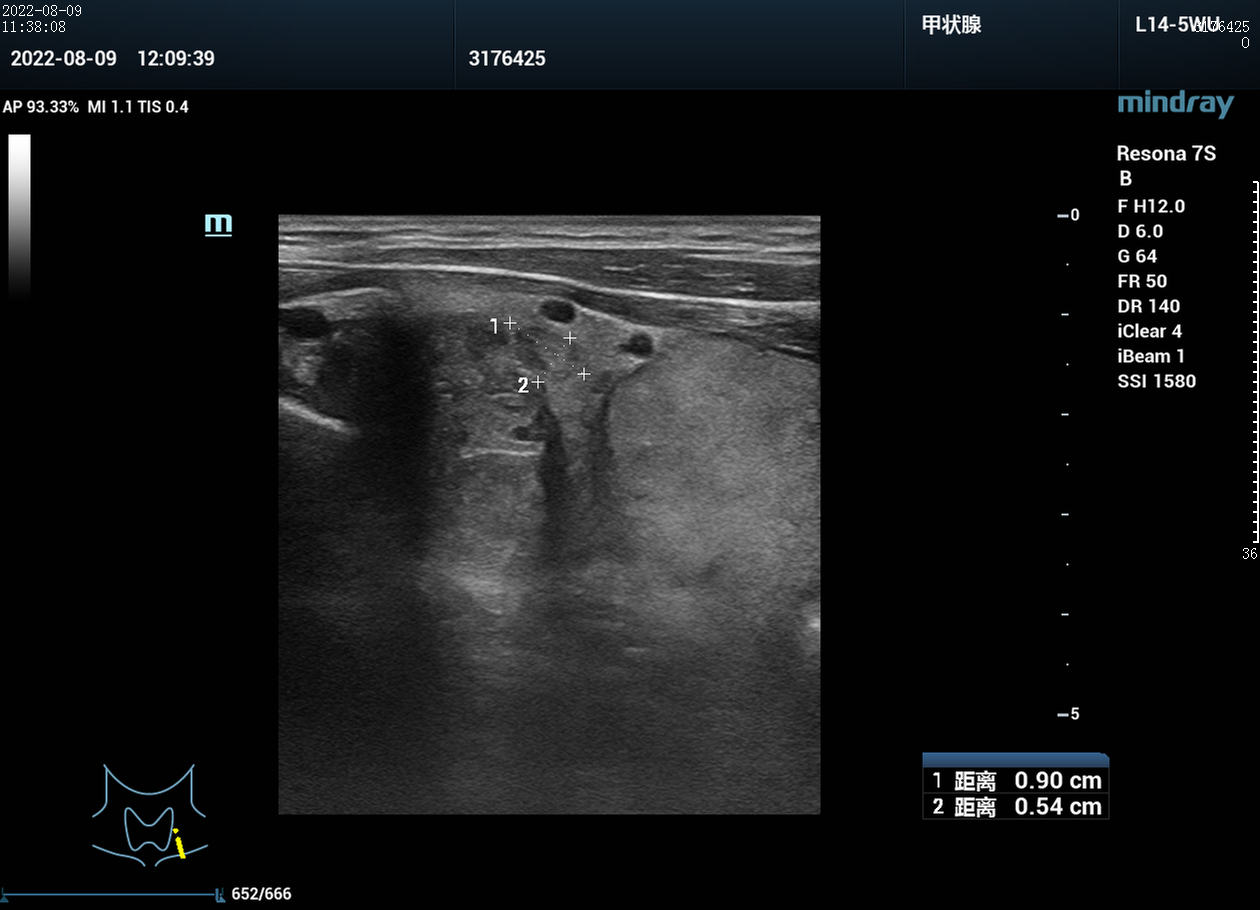 2022-08-09
11:38:08
2022-08-09 12:09:39
3176425
甲状腺
L14-5WU
3176425
0
AP 93.33% MI 1.1 TIS 0.4
mindray
Resona 7S
B
F H12.0
D 6.0
G 64
FR 50
DR 140
iClear 4
iBeam 1
SSI 1580
m
0
1
2
36
5
1 距离 0.90 cm
2 距离 0.54 cm
652/666